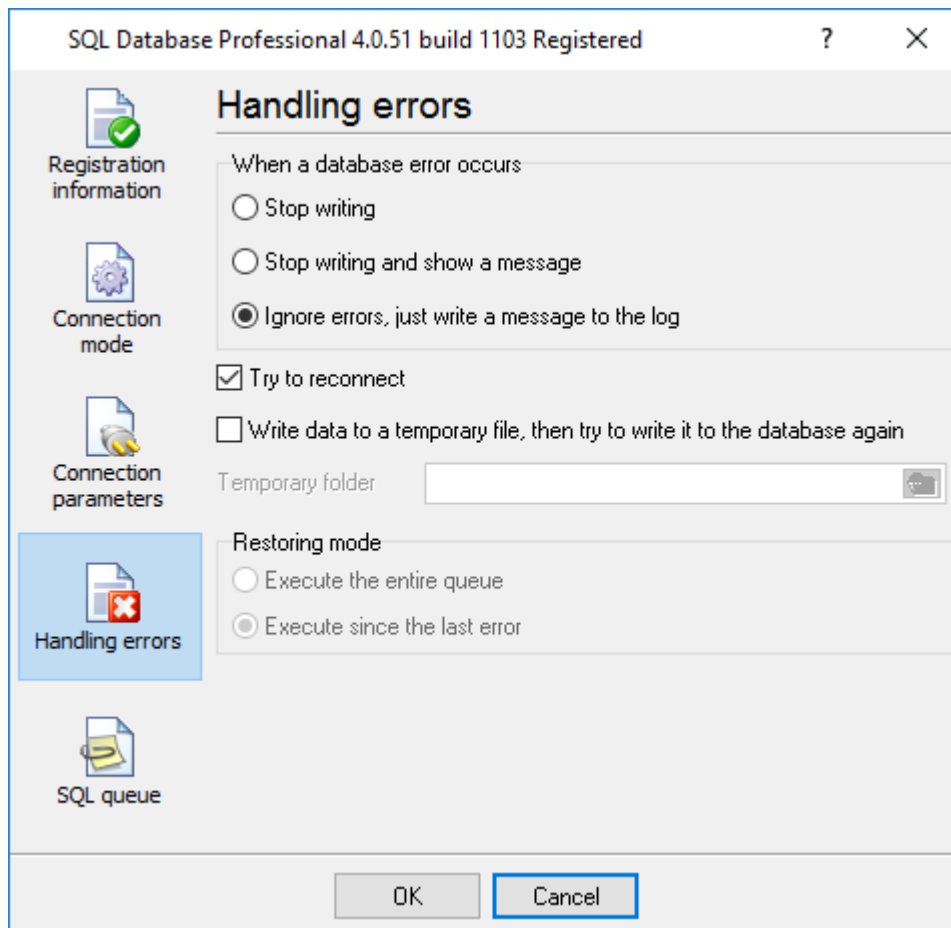 SQL Database Professional 4.0.51 build 1103 Registered
Registration
information
Connection
mode
Connection
parameters
Handling errors
SQL queue
Handling errors
When a database error occurs
Stop writing
Stop writing and show a message
Ignore errors, just write a message to the log
Try to reconnect
Write data to a temporary file, then try to write it to the database again
Temporary folder
Restoring mode
Execute the entire queue
Execute since the last error
OK
Cancel